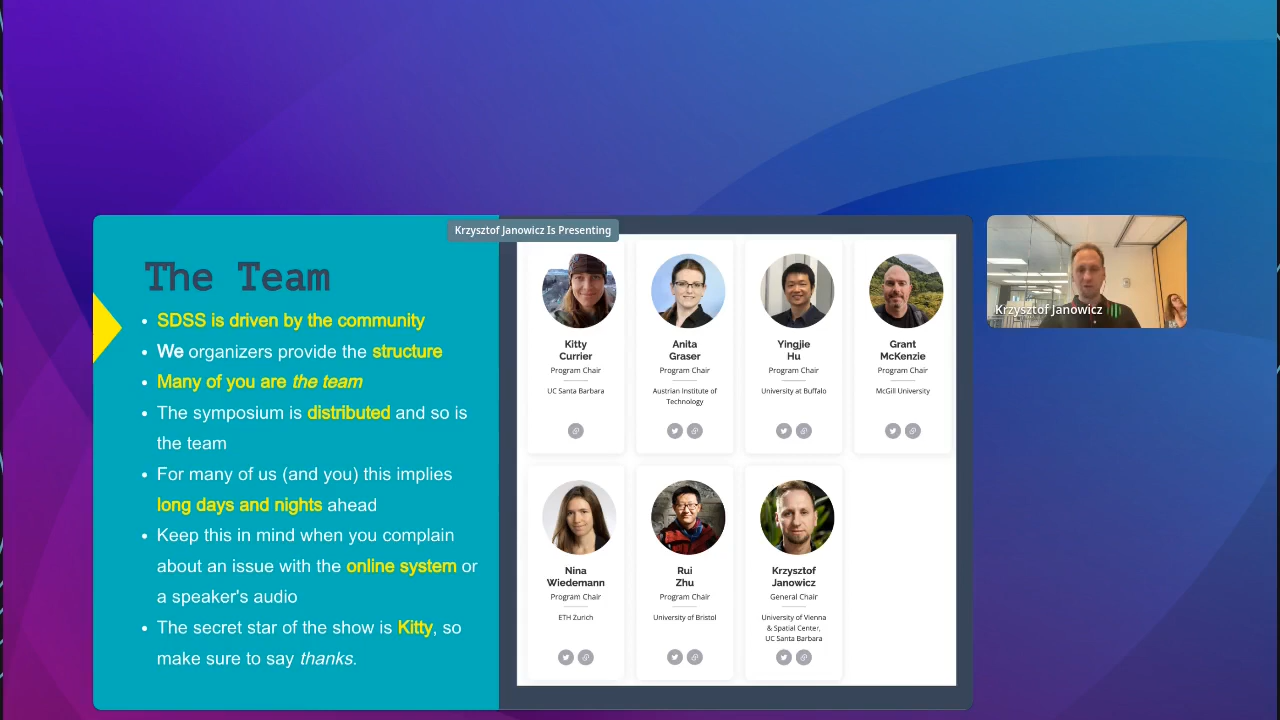 Krzysztof Janowicz Is Presenting
The Team
SDSS is driven by the community
We organizers provide the structure
Many of you are the team
The symposium is distributed and so is
the team
For many of us (and you) this implies
long days and nights ahead
Keep this in mind when you complain
about an issue with the online system or
a speaker's audio
The secret star of the show is Kitty, so
make sure to say thanks.
Kitty
Currier
Program Chair
UC Santa Barbara
Anita
Graser
Program Chair
Austrian Institute of
Technology
Yingjie
Hu
Program Chair
University at Buffalo
Grant
McKenzie
Program Chair
McGill University
Nina
Wiedemann
Program Chair
ETH Zurich
Rui
Zhu
Program Chair
University of Bristol
Krzysztof
Janowicz
General Chair
University of Vienna
& Spatial Center,
UC Santa Barbara
Krzysztof Janowicz